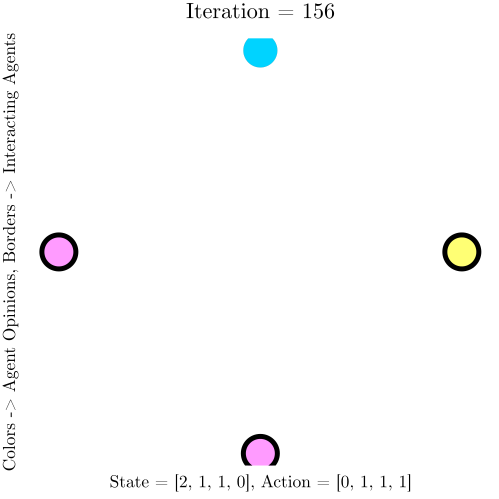 Iteration = 156
Colors -> Agent Opinions, Borders -> Interacting Agents
State = [2, 1, 1, 0], Action = [0, 1, 1, 1]